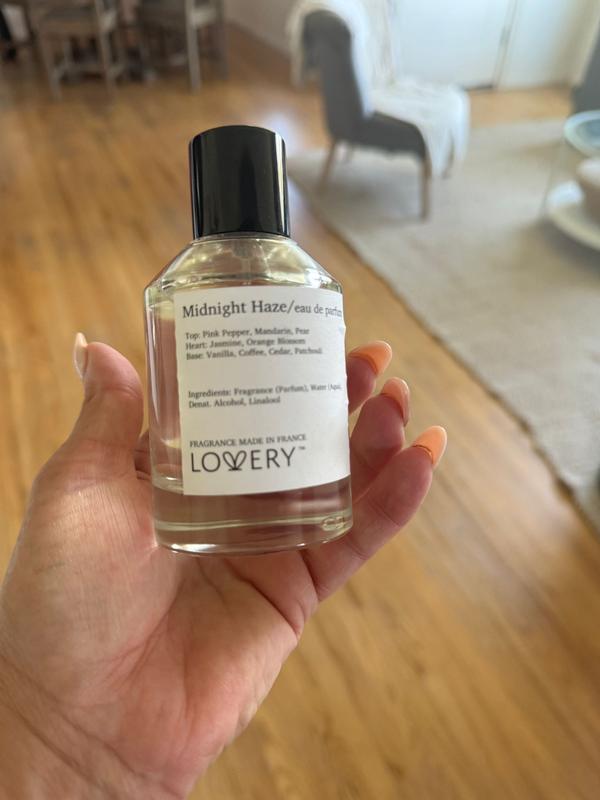 Midnight Haze/eau de parfum
Top: Pink Pepper, Mandarin, Pear
Heart: Jasmine, Orange Blossom
Base: Vanilla, Coffee, Cedar, Patchouli
Ingredients: Fragrance (Parfum), Water (Aqua),
Denat. Alcohol, Linalool
FRAGRANCE MADE IN FRANCE
LOVERY™